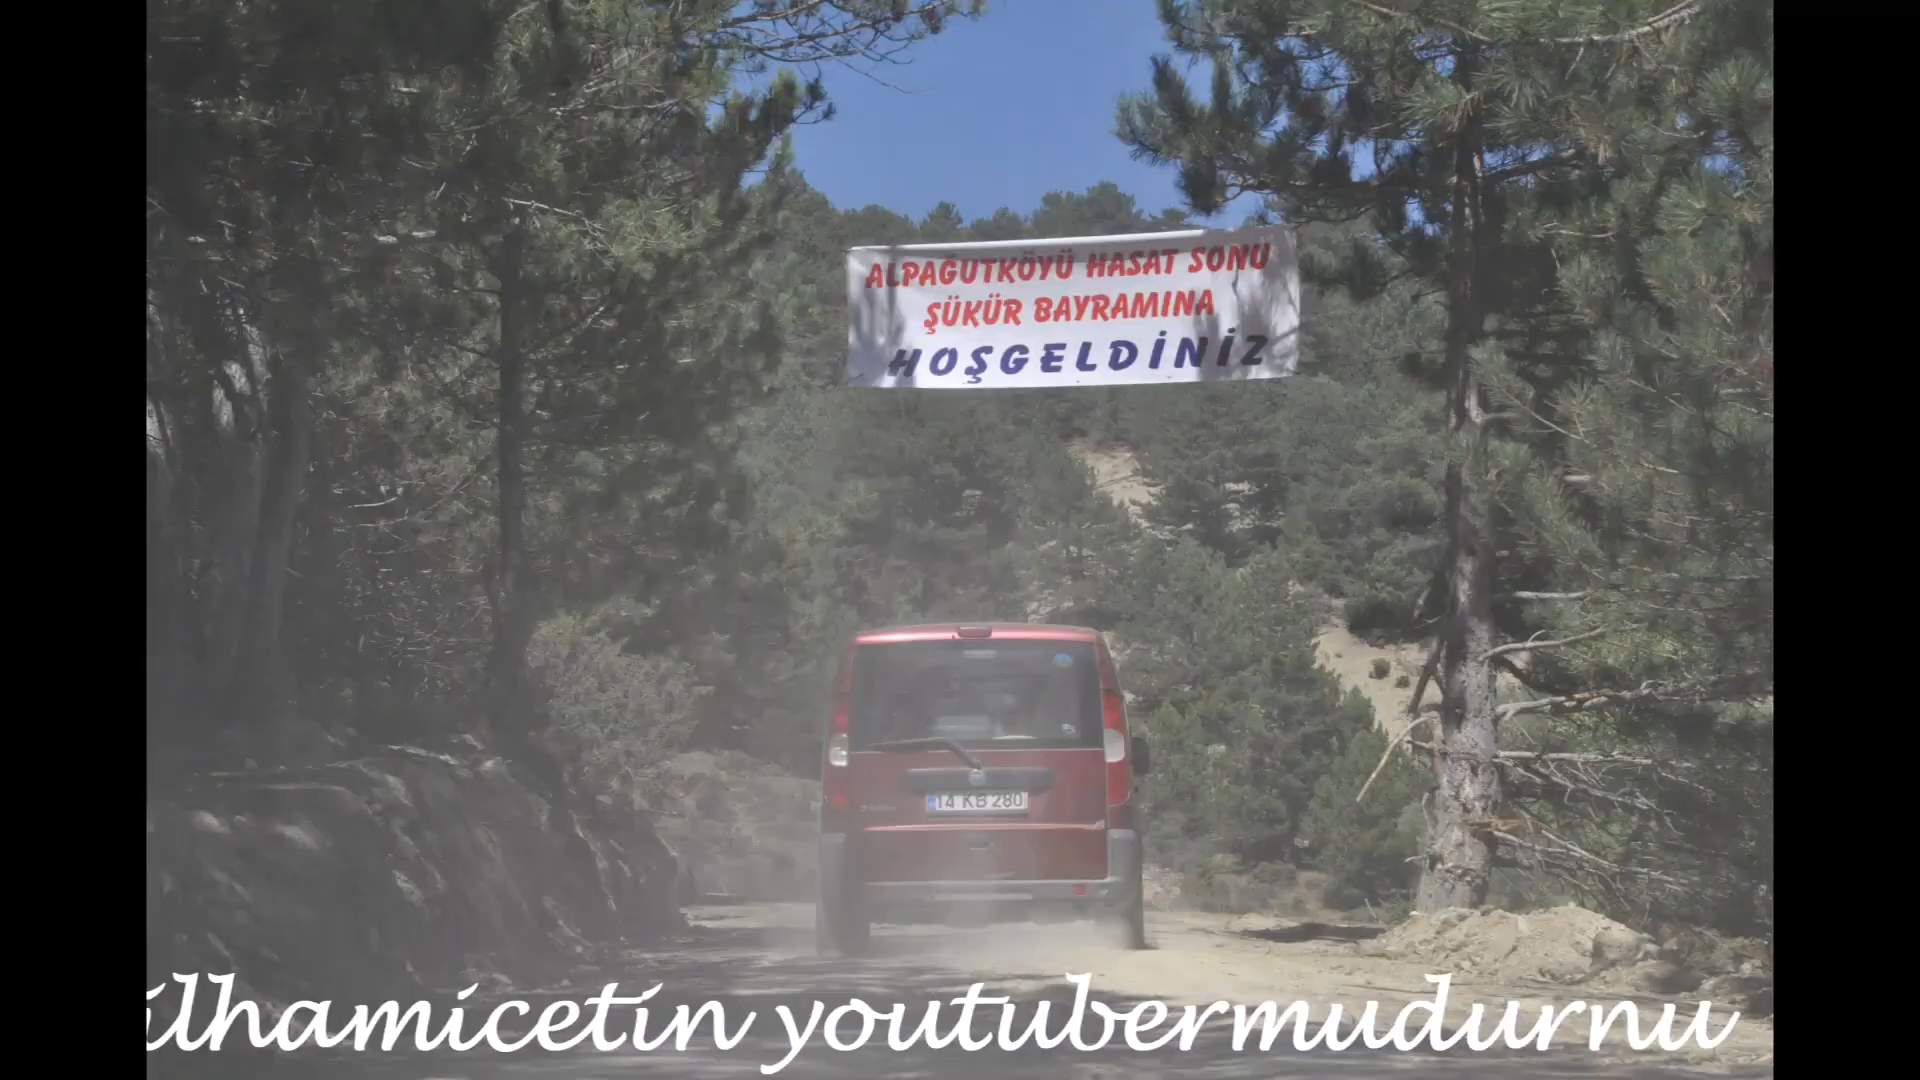 ALPAĞUTKÖYÜ HASAT SONU
ŞÜKÜR BAYRAMINA
HOŞGELDİNİZ
14 KB 280
ilhamicetin youtubermudurnu